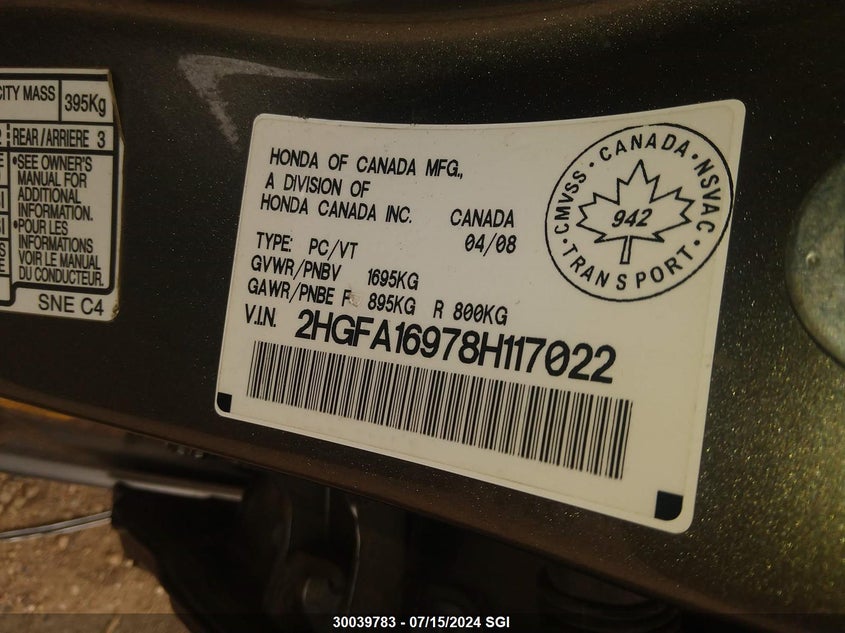 CITY MASS 395Kg
REAR/ARRIERE 3
•SEE OWNER'S
MANUAL FOR
ADDITIONAL
INFORMATION.
•POUR LES
INFORMATIONS
VOIR LE MANUAL
DU CONDUCTEUR.
SNE C4
HONDA OF CANADA MFG.,
A DIVISION OF
HONDA CANADA INC. CANADA
04/08
TYPE: PC/VT
GVWR/PNBV 1695KG
GAWR/PNBE F 895KG R 800KG
V.I.N. 2HGFA16978H117022
CMVSS • CANADA • NSVAC • TRANSPORT •
942
30039783 - 07/15/2024 SGI